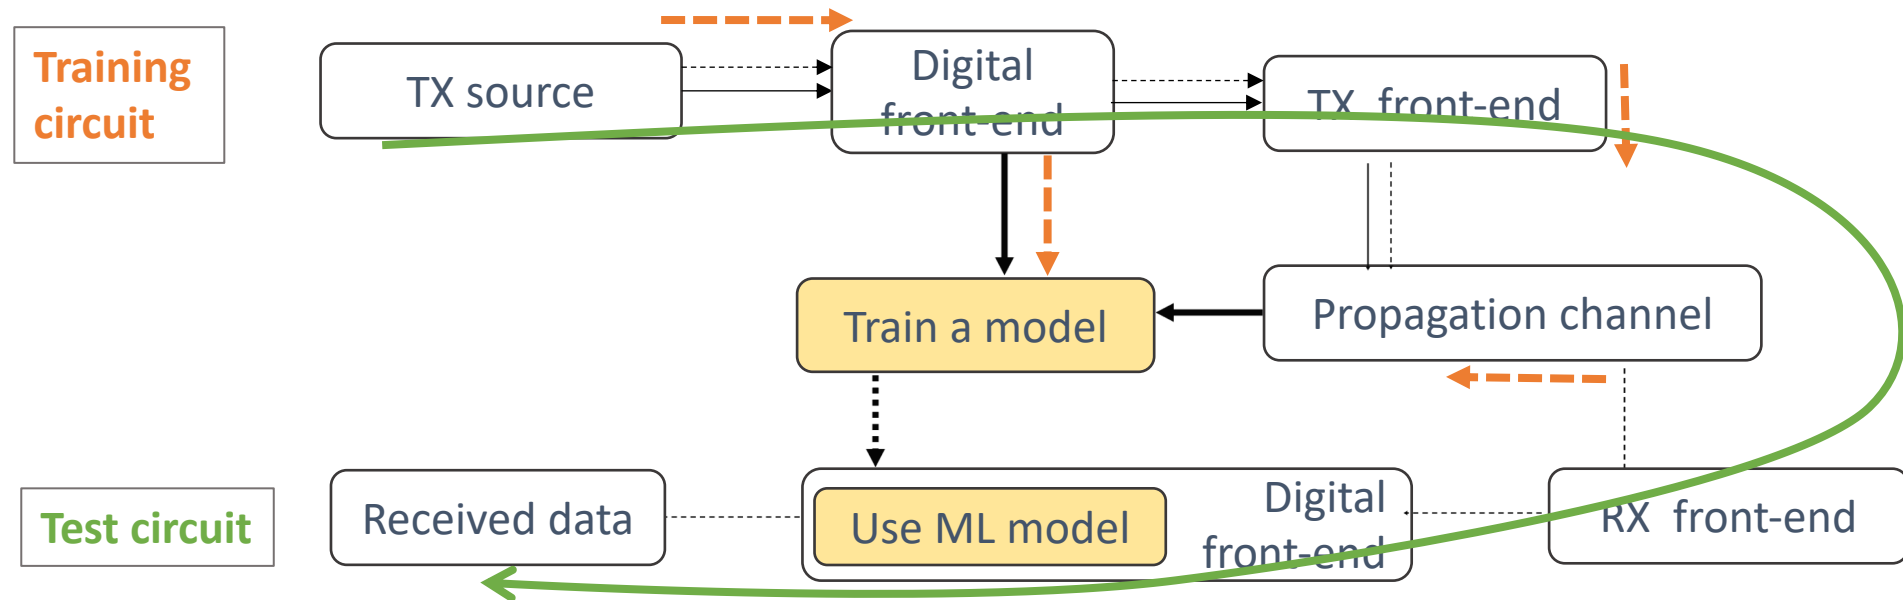 Training
circuit
TX source
Digital
front-end
TX front-end
Train a model
Propagation channel
Test circuit
Received data
Use ML model
Digital
front-end
RX front-end